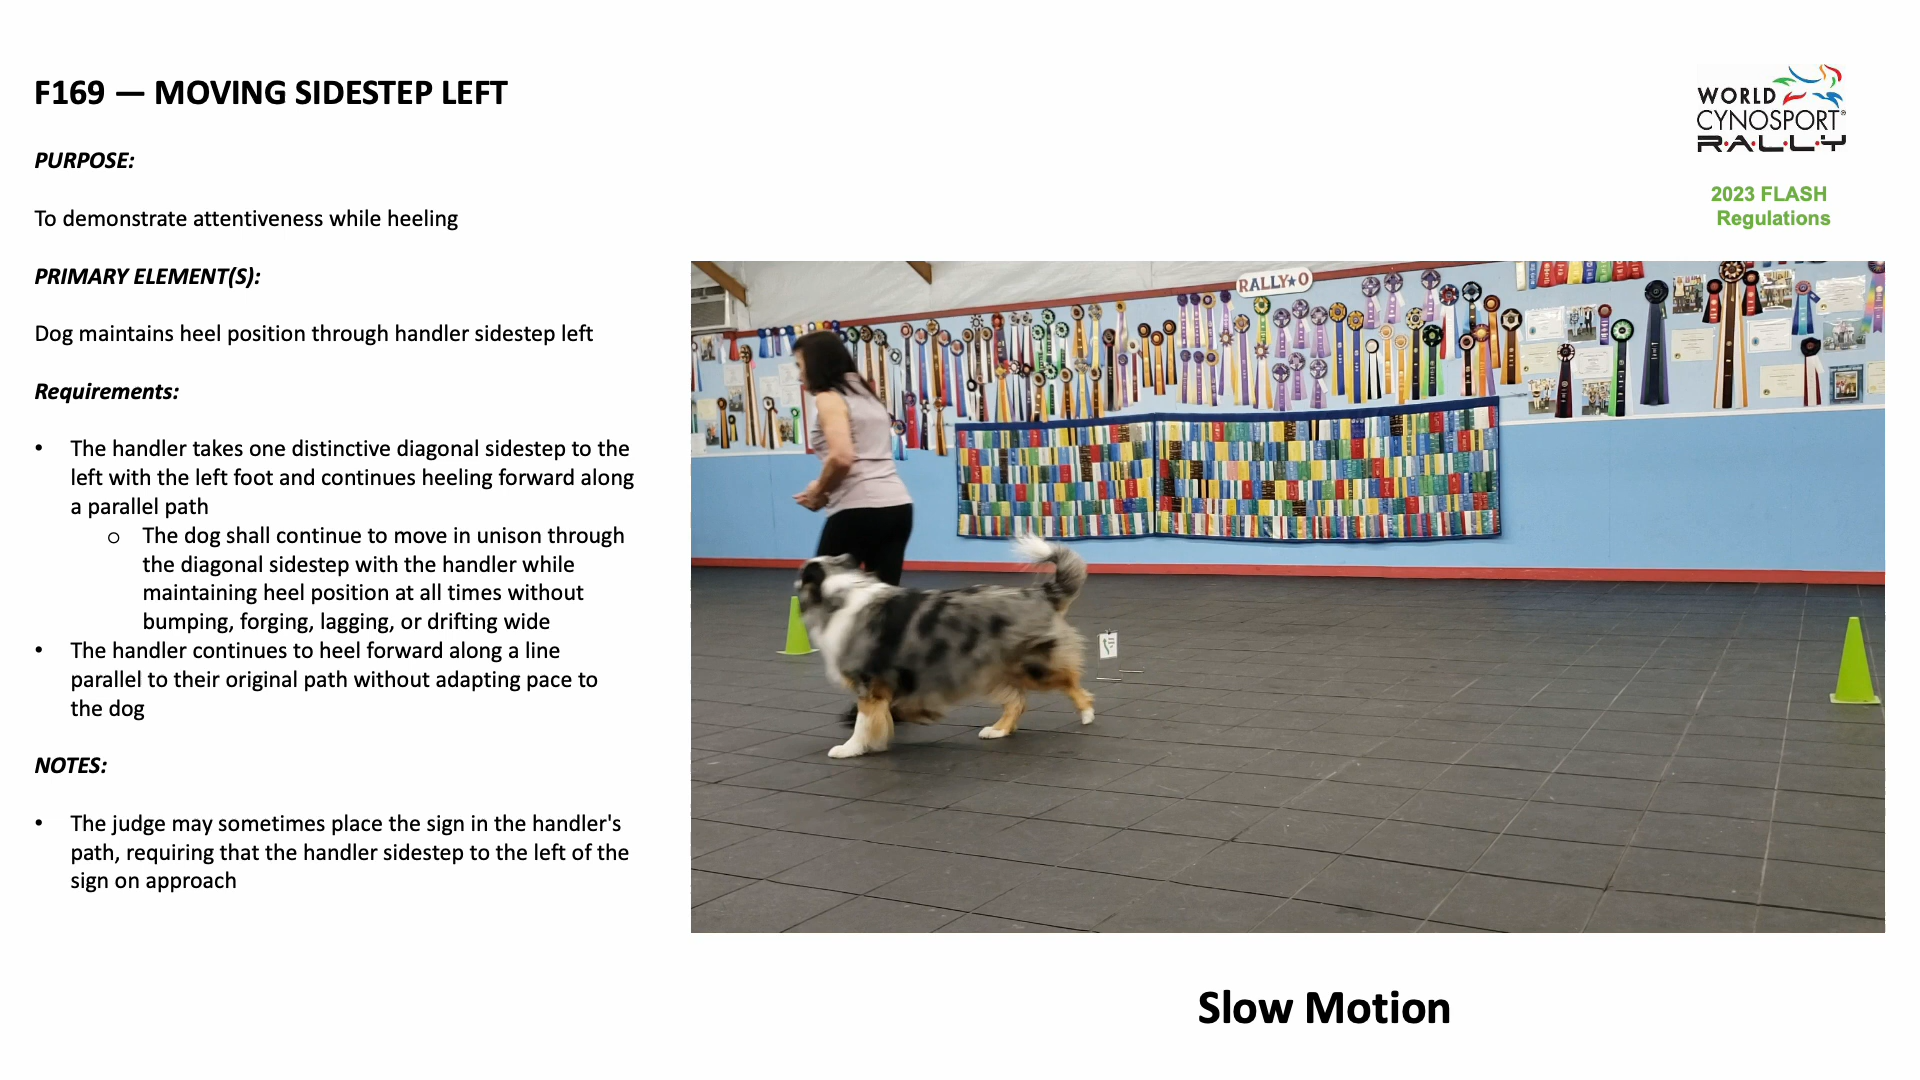 F169 — MOVING SIDESTEP LEFT
PURPOSE:
To demonstrate attentiveness while heeling
PRIMARY ELEMENT(S):
Dog maintains heel position through handler sidestep left
Requirements:
• The handler takes one distinctive diagonal sidestep to the
left with the left foot and continues heeling forward along
a parallel path
o The dog shall continue to move in unison through
the diagonal sidestep with the handler while
maintaining heel position at all times without
bumping, forging, lagging, or drifting wide
• The handler continues to heel forward along a line
parallel to their original path without adapting pace to
the dog
NOTES:
• The judge may sometimes place the sign in the handler's
path, requiring that the handler sidestep to the left of the
sign on approach
WORLD
CYNOSPORT®
R·A·L·L·Y
2023 FLASH
Regulations
RALLY★O
Slow Motion